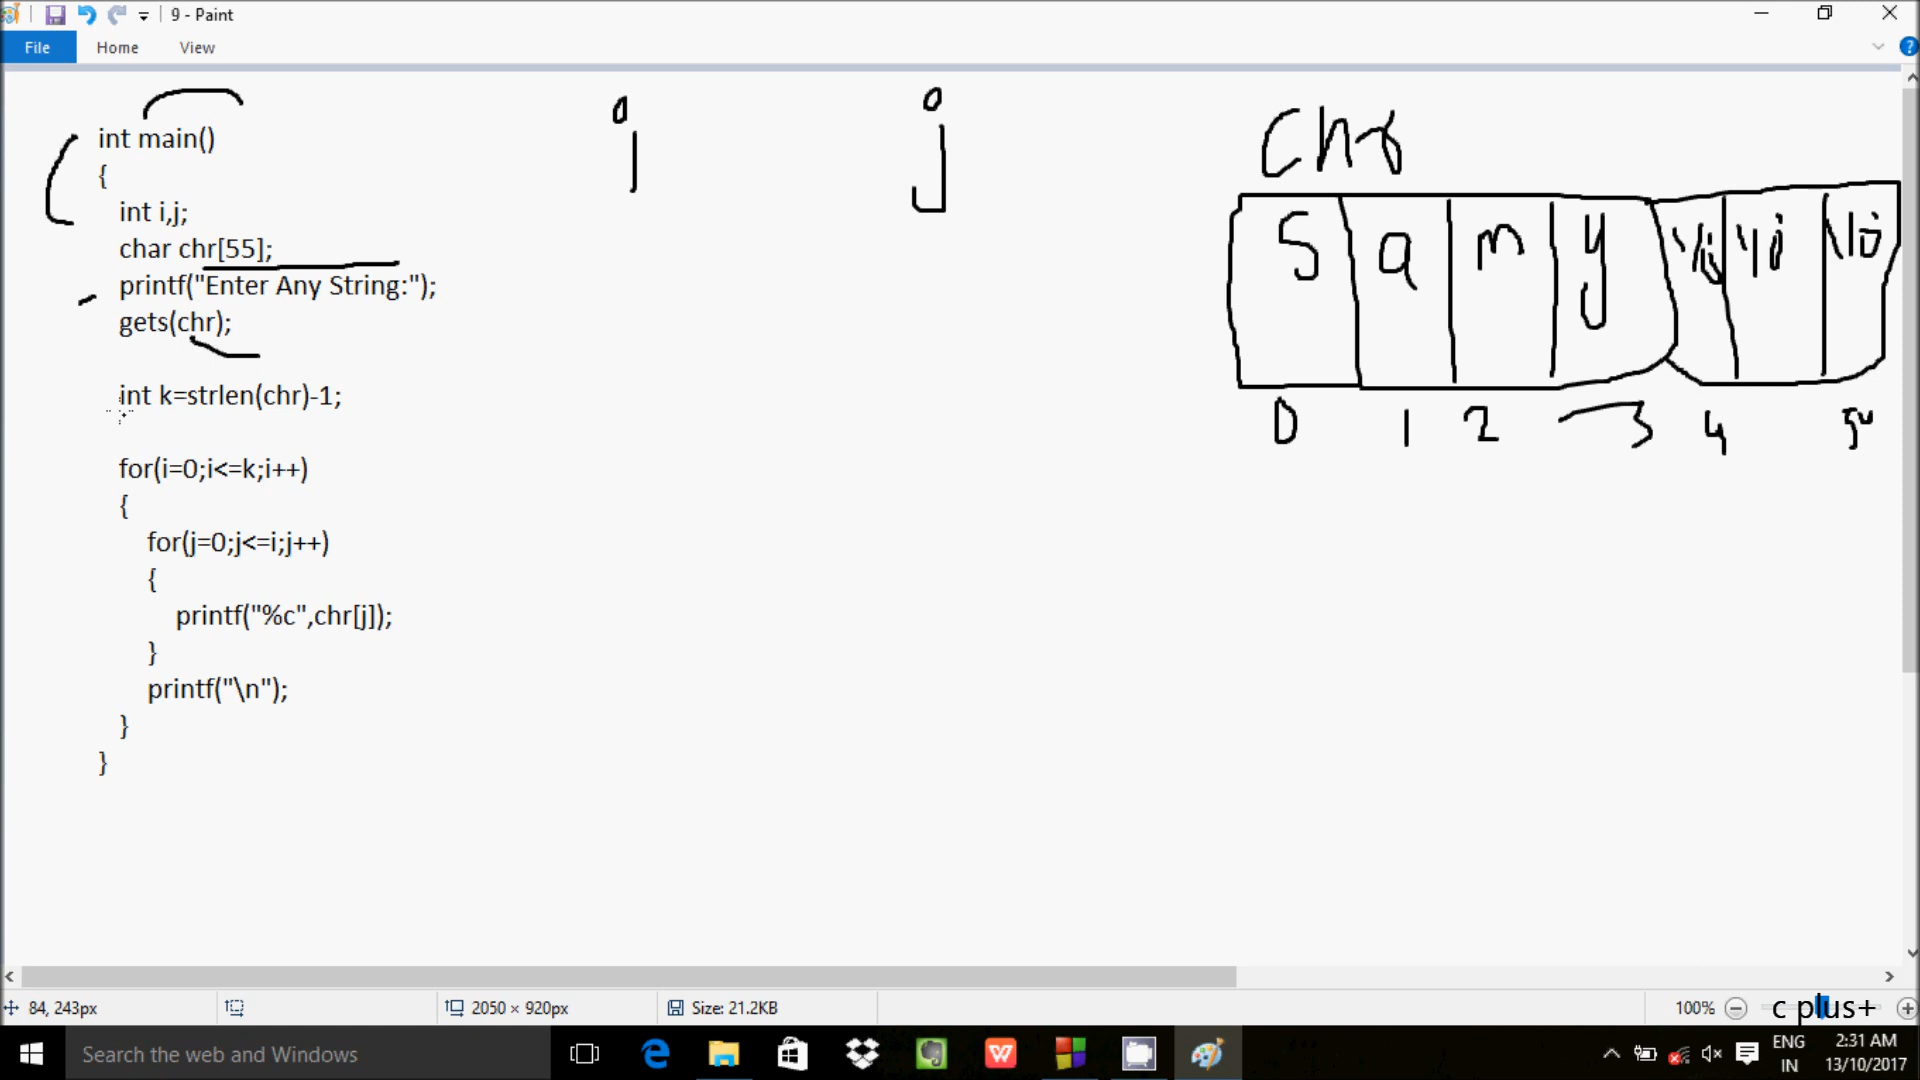 9 - Paint
File Home View
int main()
{
int i,j;
char chr[55];
printf("Enter Any String:");
gets(chr);
int k=strlen(chr)-1;
for(i=0;i<=k;i++)
{
for(j=0;j<=i;j++)
{
printf("%c",chr[j]);
}
printf("\n");
}
}
i j
Chr
S a m y \0 \0 \0
0 1 2 3 4
84, 243px
2050 × 920px
Size: 21.2KB
100%
c plus+
Search the web and Windows
ENG
IN
2:31 AM
13/10/2017